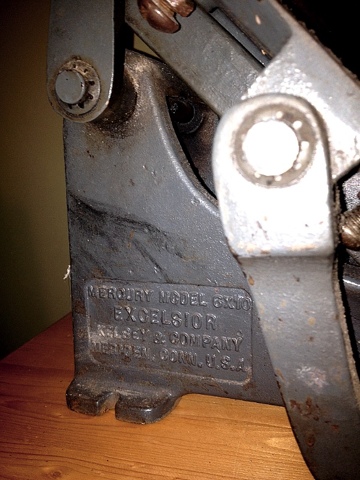 MERCURY MODEL 6X10
EXCELSIOR
KELSEY & COMPANY
MERIDEN, CONN, U.S.A